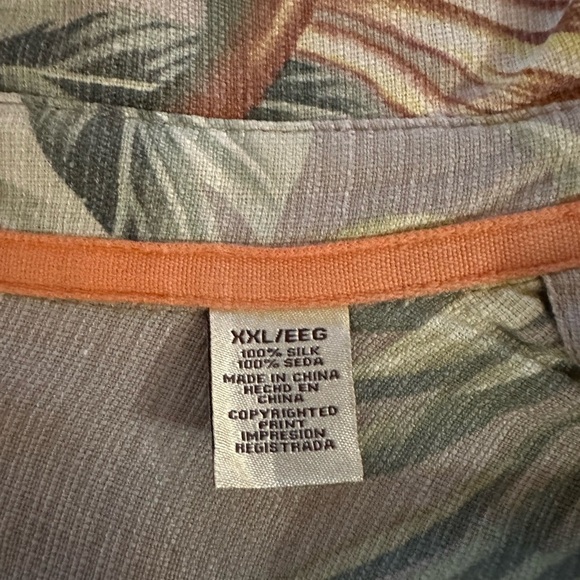 XXL/EEG
100% SILK
100% SEDA
MADE IN CHINA
HECHO EN
CHINA
COPYRIGHTED
PRINT
IMPRESION
REGISTRADA